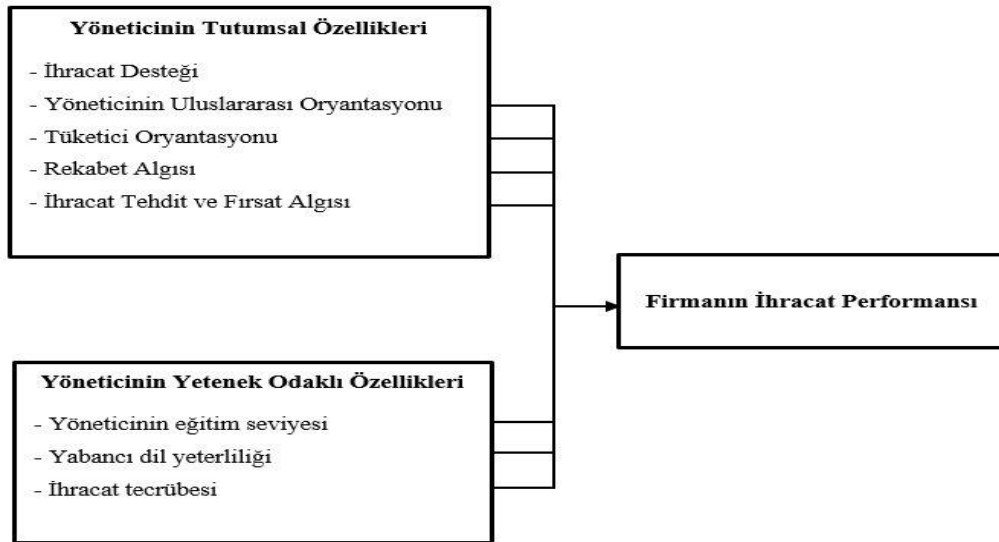 Yöneticinin Tutumsal Özellikleri
- İhracat Desteği
- Yöneticinin Uluslararası Oryantasyonu
- Tüketici Oryantasyonu
- Rekabet Algısı
- İhracat Tehdit ve Fırsat Algısı
Firmanın İhracat Performansı
Yöneticinin Yetenek Odaklı Özellikleri
- Yöneticinin eğitim seviyesi
- Yabancı dil yeterliliği
- İhracat tecrübesi